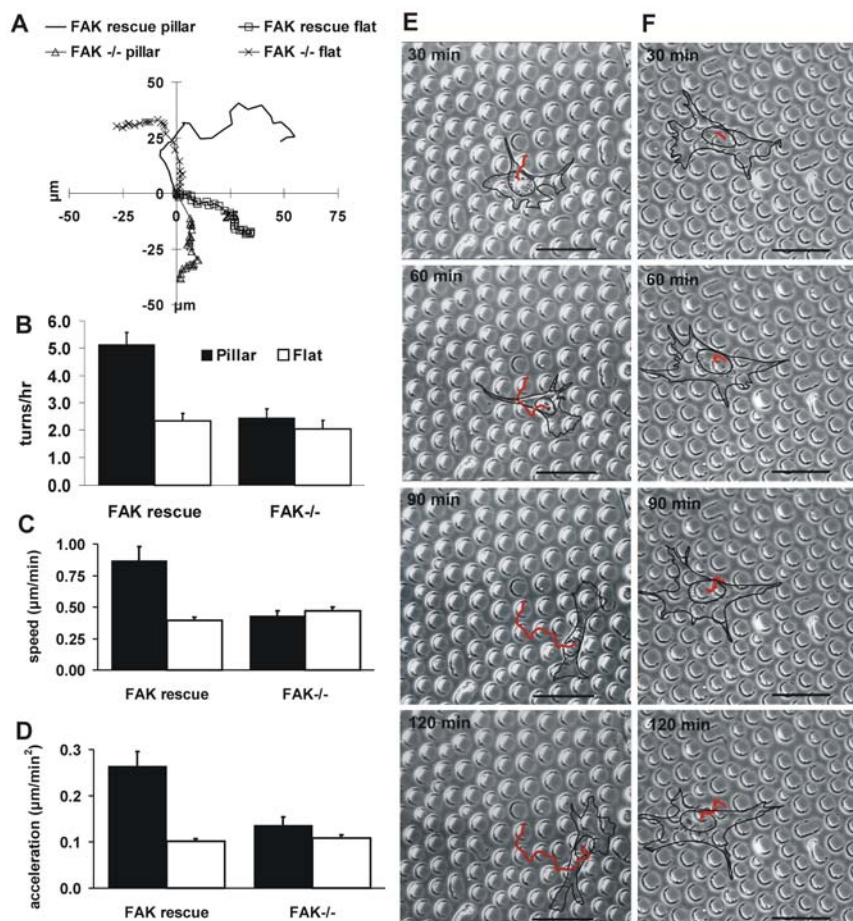 A
FAK rescue pillar
FAK rescue flat
FAK -/- pillar
FAK -/- flat
50
25
µm
0
-50
-25
0
25
50
75
-25
-50
µm
B
6.0
5.0
4.0
3.0
2.0
1.0
0.0
turns/hr
Pillar
Flat
FAK rescue
FAK-/-
C
1.00
0.75
0.50
0.25
0.00
speed (µm/min)
FAK rescue
FAK-/-
D
0.3
0.2
0.1
0.0
acceleration (µm/min²)
FAK rescue
FAK-/-
E
30 min
60 min
90 min
120 min
F
30 min
60 min
90 min
120 min